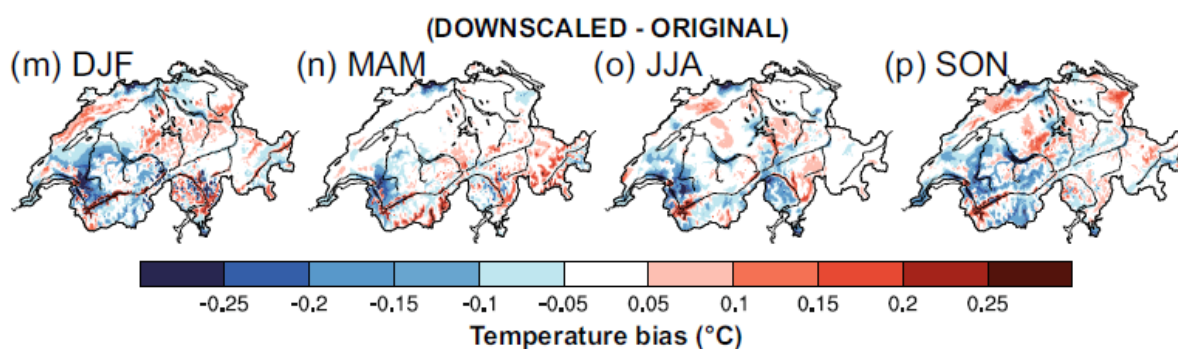 (DOWNSCALED - ORIGINAL)
(m) DJF (n) MAM (o) JJA (p) SON
-0.25 -0.2 -0.15 -0.1 -0.05 0.05 0.1 0.15 0.2 0.25
Temperature bias (°C)